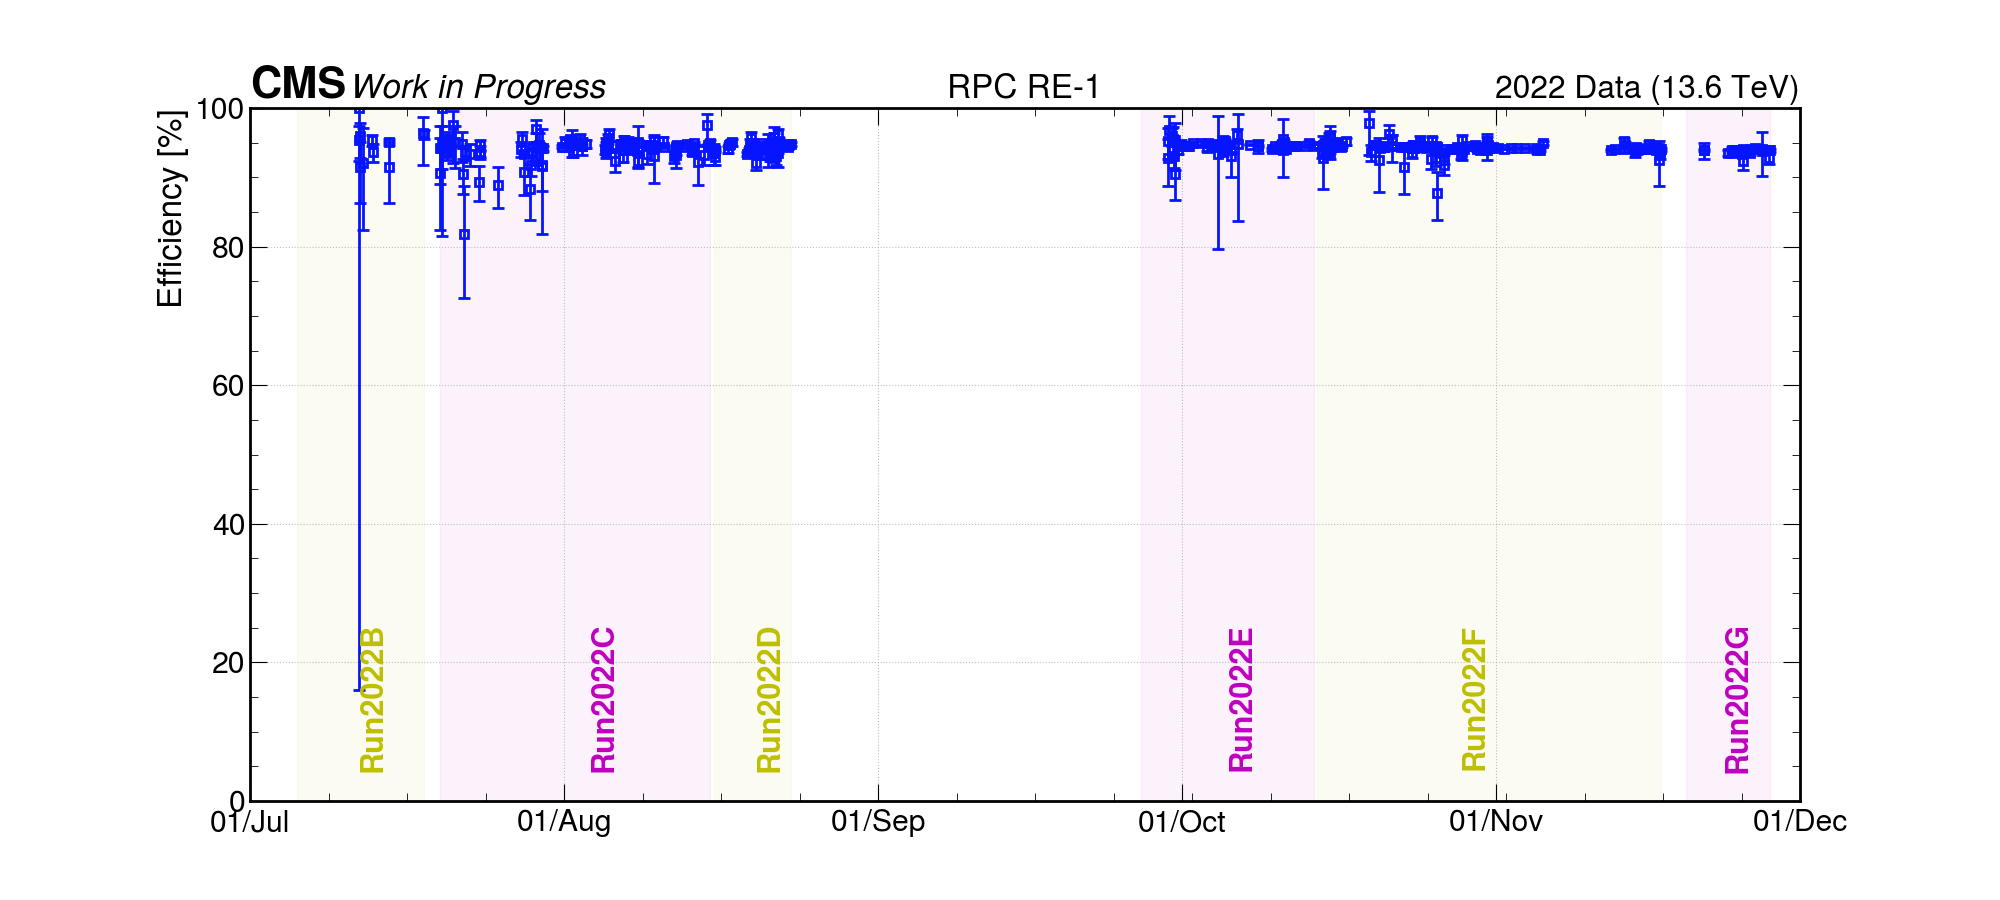 CMS Work in Progress RPC RE-1 2022 Data (13.6 TeV)
Efficiency [%]
100
80
60
40
20
0
Run2022B
Run2022C
Run2022D
Run2022E
Run2022F
Run2022G
01/Jul 01/Aug 01/Sep 01/Oct 01/Nov 01/Dec